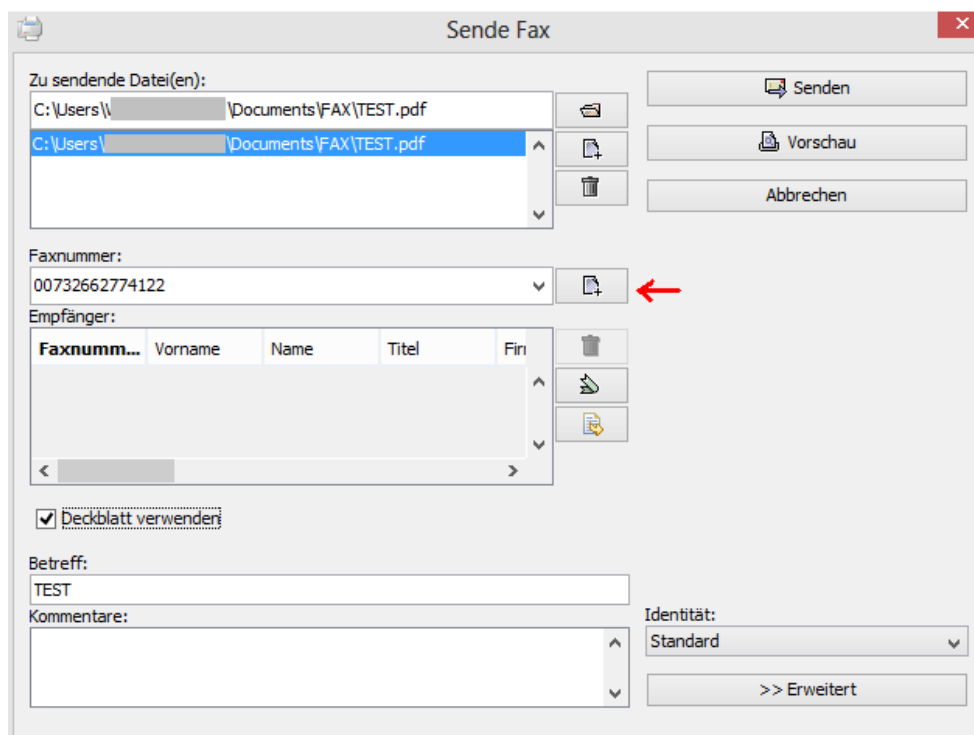 Sende Fax
Zu sendende Datei(en):
C:\Users\\ \Documents\FAX\TEST.pdf
C:\Users\ \Documents\FAX\TEST.pdf
Senden
Vorschau
Abbrechen
Faxnummer:
00732662774122
Empfänger:
Faxnumm... Vorname Name Titel Fir
Deckblatt verwenden
Betreff:
TEST
Kommentare:
Identität:
Standard
>> Erweitert